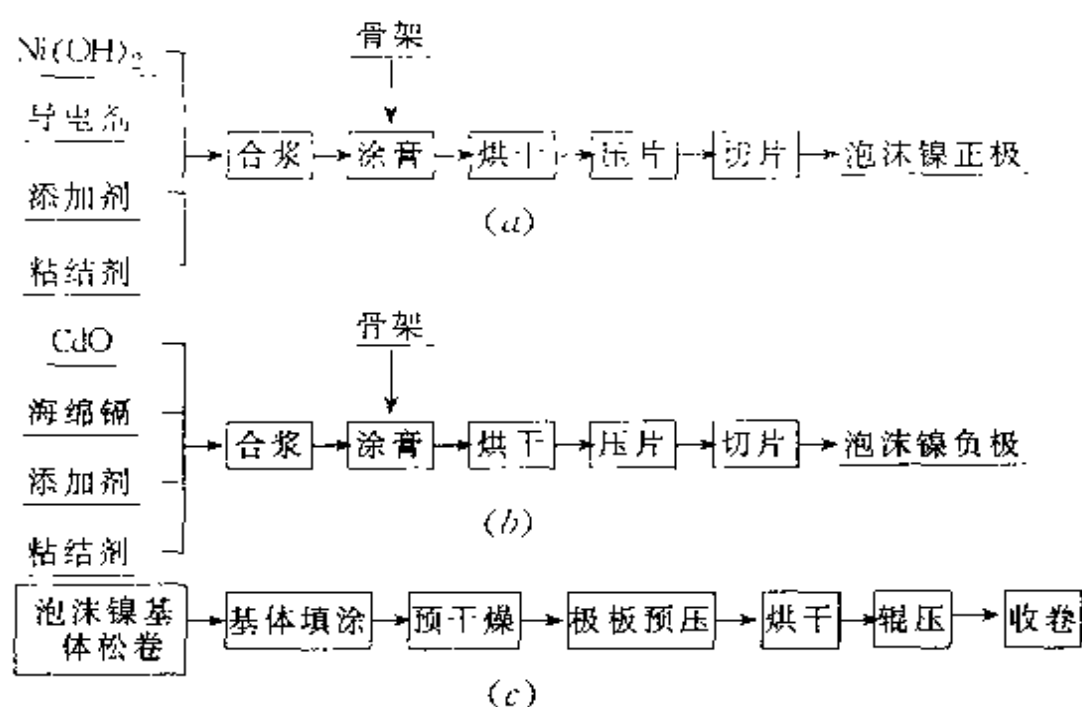 骨架
Ni(OH)₂
导电剂
合浆 涂膏 烘干 压片 切片 泡沫镍正极
添加剂
(a)
粘结剂
骨架
CdO
海绵镉
合浆 涂膏 烘干 压片 切片 泡沫镍负极
添加剂
(b)
粘结剂
泡沫镍基
体松卷
基体填涂 预干燥 极板预压 烘干 辊压 收卷
(c)